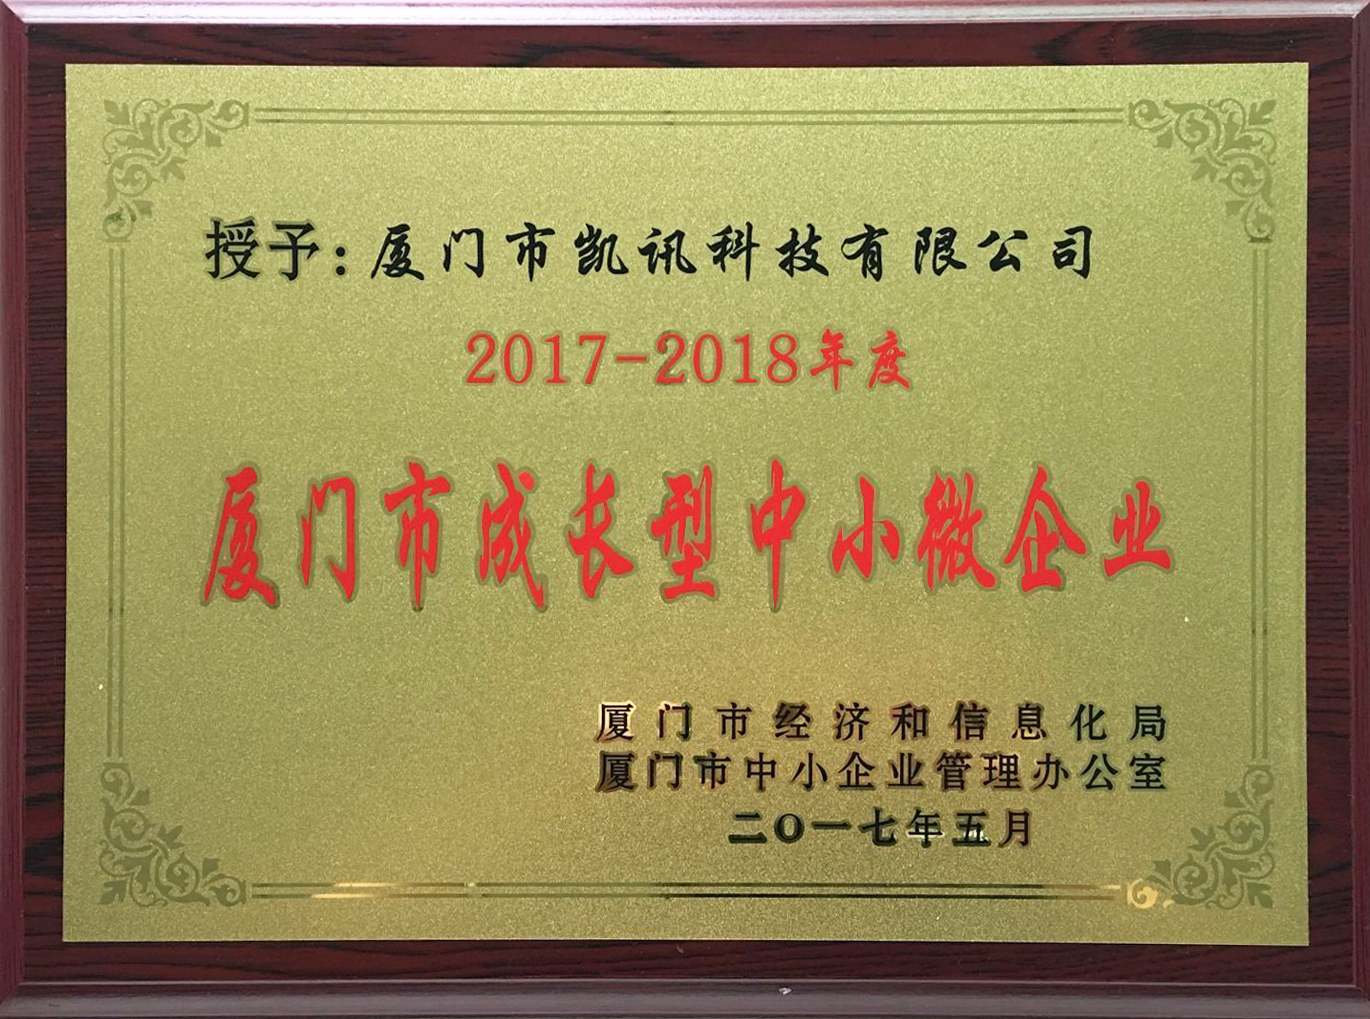 授予:厦门市凯讯科技有限公司
2017-2018年度
厦门市成长型中小微企业
厦门市经济和信息化局
厦门市中小企业管理办公室
二〇一七年五月